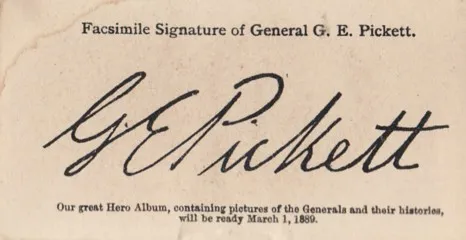 Facsimile Signature of General G. E. Pickett.
GEPickett
Our great Hero Album, containing pictures of the Generals and their histories,
will be ready March 1, 1889.